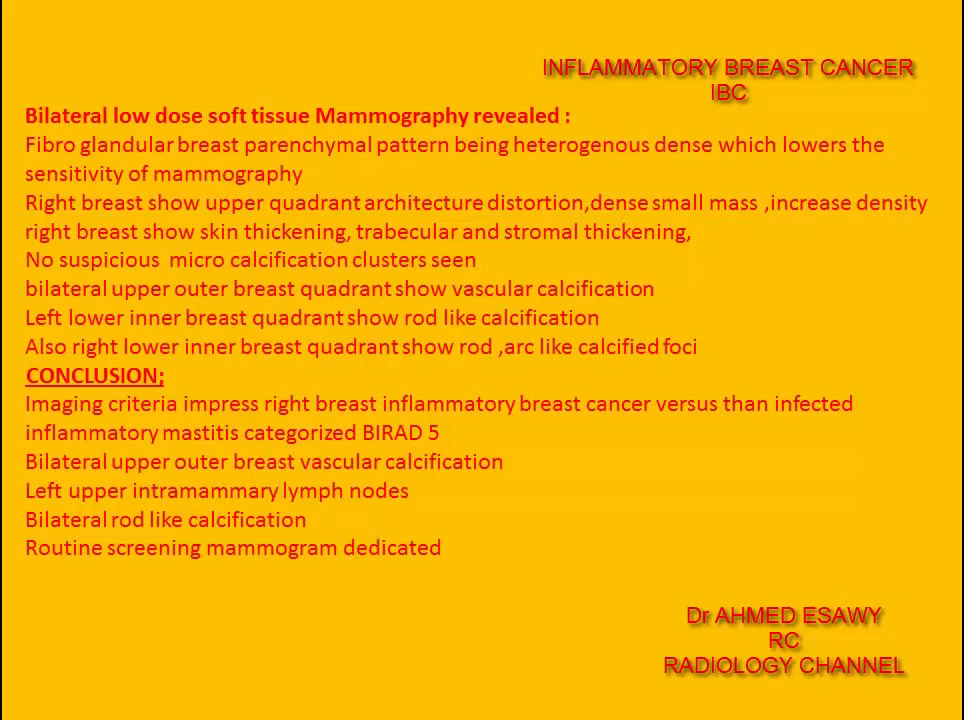 INFLAMMATORY BREAST CANCER
IBC
Bilateral low dose soft tissue Mammography revealed :
Fibro glandular breast parenchymal pattern being heterogenous dense which lowers the
sensitivity of mammography
Right breast show upper quadrant architecture distortion,dense small mass ,increase density
right breast show skin thickening, trabecular and stromal thickening,
No suspicious micro calcification clusters seen
bilateral upper outer breast quadrant show vascular calcification
Left lower inner breast quadrant show rod like calcification
Also right lower inner breast quadrant show rod ,arc like calcified foci
CONCLUSION;
Imaging criteria impress right breast inflammatory breast cancer versus than infected
inflammatory mastitis categorized BIRAD 5
Bilateral upper outer breast vascular calcification
Left upper intramammary lymph nodes
Bilateral rod like calcification
Routine screening mammogram dedicated
Dr AHMED ESAWY
RC
RADIOLOGY CHANNEL